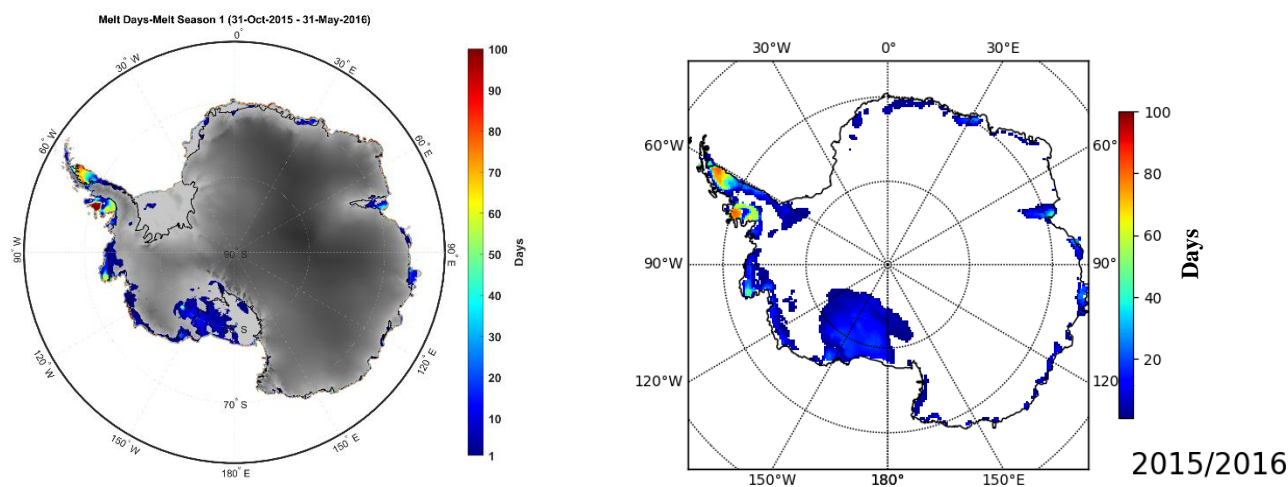 Melt Days-Melt Season 1 (31-Oct-2015 - 31-May-2016)
0°
30° E
60° E
90° E
120° E
150° E
180° E
150° W
120° W
90° W
60° W
30° W
90° S
S
70° S
100
90
80
70
60
50
40
30
20
10
1
Days
30°W
0°
30°E
60°W
60°
90°W
90°
120°W
120
150°W
180°
150°E
100
80
60
40
20
Days
2015/2016